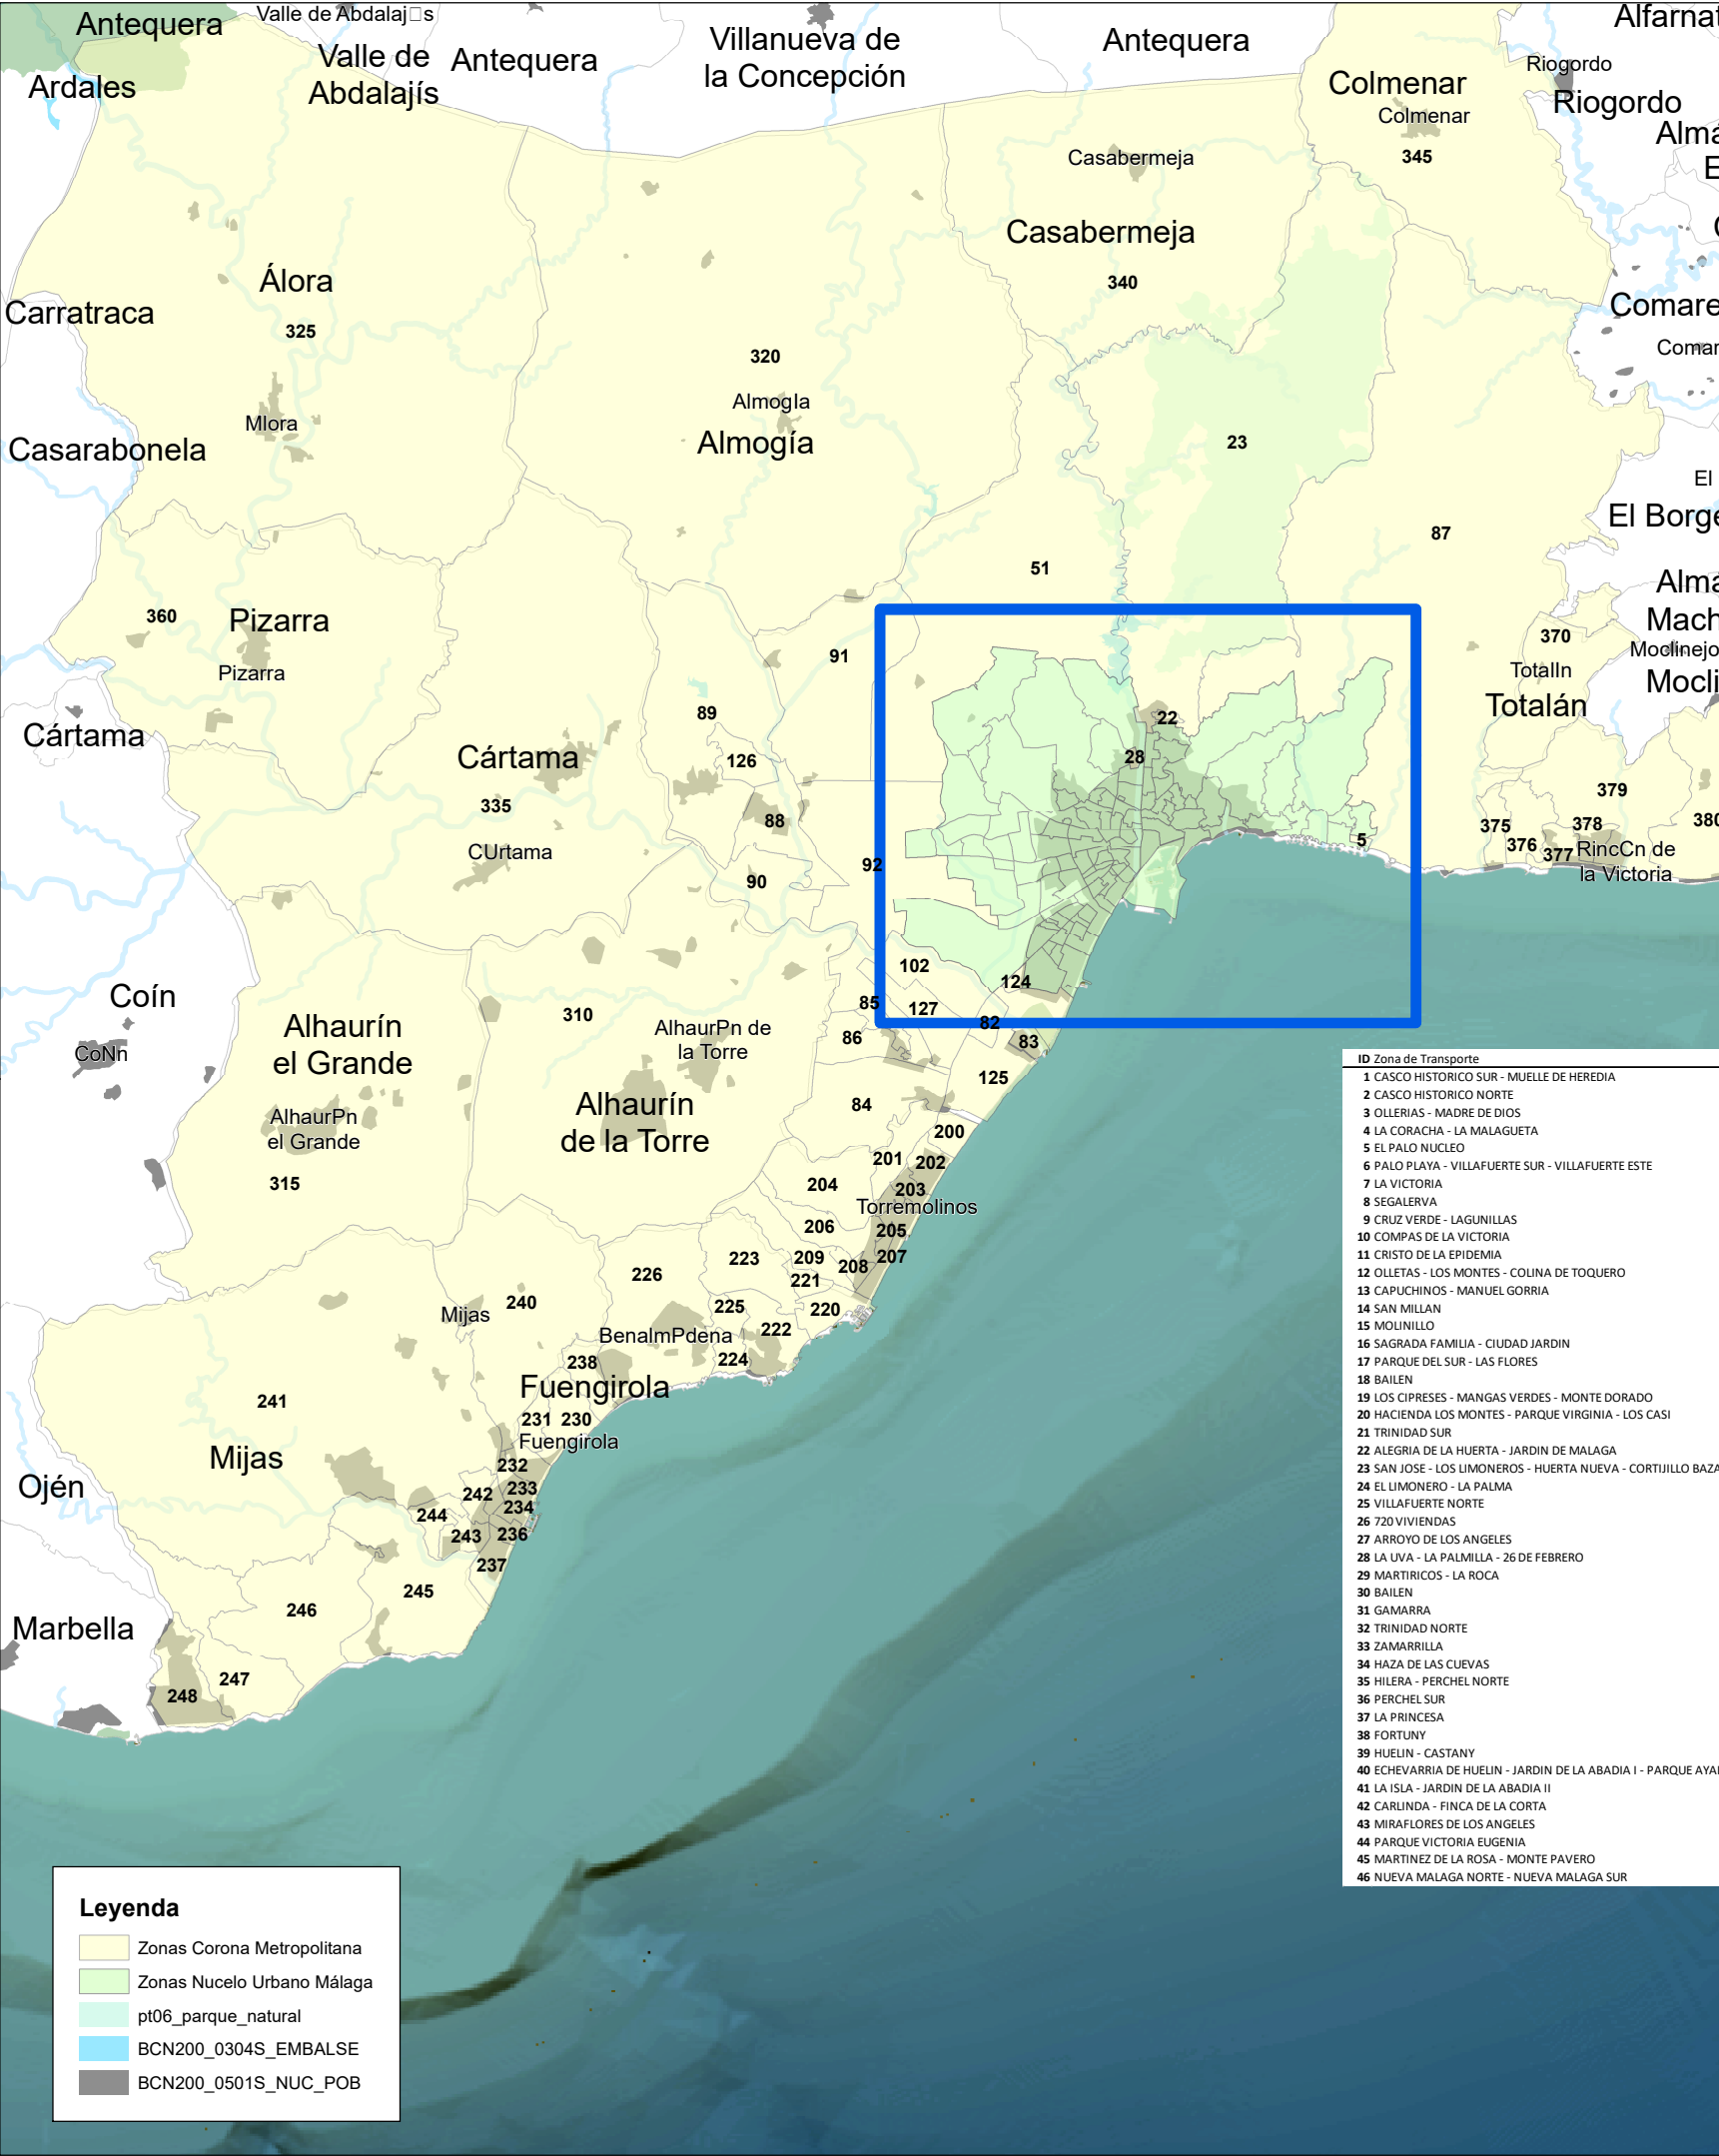 Antequera
Valle de Abdalaj□s
Valle de
Abdalajís
Antequera
Villanueva de
la Concepción
Antequera
Colmenar
Colmenar
345
Riogordo
Riogordo
Ardales
Casabermeja
Casabermeja
340
Álora
325
Mlora
Carratraca
320
AlmogIa
Almogía
Casarabonela
23
87
51
360
Pizarra
Pizarra
91
89
126
88
90
92
Cártama
Cártama
335
CUrtama
22
28
5
370
TotalIn
Totalán
Moclinejo
379
375
376
377
378
380
RincCn de
la Victoria
102
124
85
127
82
86
83
125
84
Coín
CoNn
Alhaurín
el Grande
AlhaurPn
el Grande
315
310
AlhaurPn de
la Torre
Alhaurín
de la Torre
200
201
202
203
204
Torremolinos
205
206
207
208
209
223
221
226
225
220
222
224
BenalmPdena
Mijas
240
238
Fuengirola
231
230
Fuengirola
241
Mijas
232
233
242
234
244
243
236
237
245
246
247
248
Ojén
Marbella
El
ID Zona de Transporte
1 CASCO HISTORICO SUR - MUELLE DE HEREDIA
2 CASCO HISTORICO NORTE
3 OLLERIAS - MADRE DE DIOS
4 LA CORACHA - LA MALAGUETA
5 EL PALO NUCLEO
6 PALO PLAYA - VILLAFUERTE SUR - VILLAFUERTE ESTE
7 LA VICTORIA
8 SEGALERVA
9 CRUZ VERDE - LAGUNILLAS
10 COMPAS DE LA VICTORIA
11 CRISTO DE LA EPIDEMIA
12 OLLETAS - LOS MONTES - COLINA DE TOQUERO
13 CAPUCHINOS - MANUEL GORRIA
14 SAN MILLAN
15 MOLINILLO
16 SAGRADA FAMILIA - CIUDAD JARDIN
17 PARQUE DEL SUR - LAS FLORES
18 BAILEN
19 LOS CIPRESES - MANGAS VERDES - MONTE DORADO
20 HACIENDA LOS MONTES - PARQUE VIRGINIA - LOS CASI
21 TRINIDAD SUR
22 ALEGRIA DE LA HUERTA - JARDIN DE MALAGA
23 SAN JOSE - LOS LIMONEROS - HUERTA NUEVA - CORTIJILLO BAZA
24 EL LIMONERO - LA PALMA
25 VILLAFUERTE NORTE
26 720 VIVIENDAS
27 ARROYO DE LOS ANGELES
28 LA UVA - LA PALMILLA - 26 DE FEBRERO
29 MARTIRICOS - LA ROCA
30 BAILEN
31 GAMARRA
32 TRINIDAD NORTE
33 ZAMARRILLA
34 HAZA DE LAS CUEVAS
35 HILERA - PERCHEL NORTE
36 PERCHEL SUR
37 LA PRINCESA
38 FORTUNY
39 HUELIN - CASTANY
40 ECHEVARRIA DE HUELIN - JARDIN DE LA ABADIA I - PARQUE AYA
41 LA ISLA - JARDIN DE LA ABADIA II
42 CARLINDA - FINCA DE LA CORTA
43 MIRAFLORES DE LOS ANGELES
44 PARQUE VICTORIA EUGENIA
45 MARTINEZ DE LA ROSA - MONTE PAVERO
46 NUEVA MALAGA NORTE - NUEVA MALAGA SUR
Leyenda
Zonas Corona Metropolitana
Zonas Nucelo Urbano Málaga
pt06_parque_natural
BCN200_0304S_EMBALSE
BCN200_0501S_NUC_POB